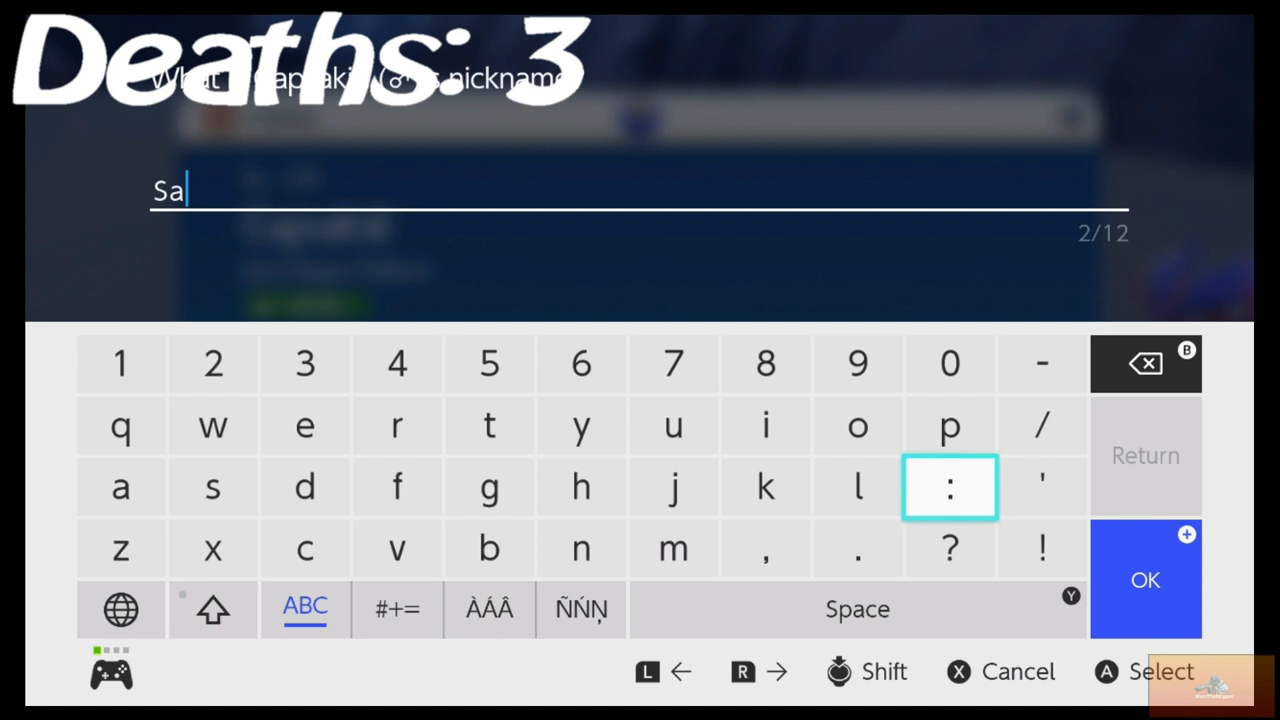 Deaths: 3
nickname
Sa
2/12
1 2 3 4 5 6 7 8 9 0 -
q w e r t y u i o p /
Return
a s d f g h j k l : '
z x c v b n m , . ? !
OK
ABC #+= ÀÁÂ ÑŃŅ Space
L ← R → Shift X Cancel A Select
B
+
Y